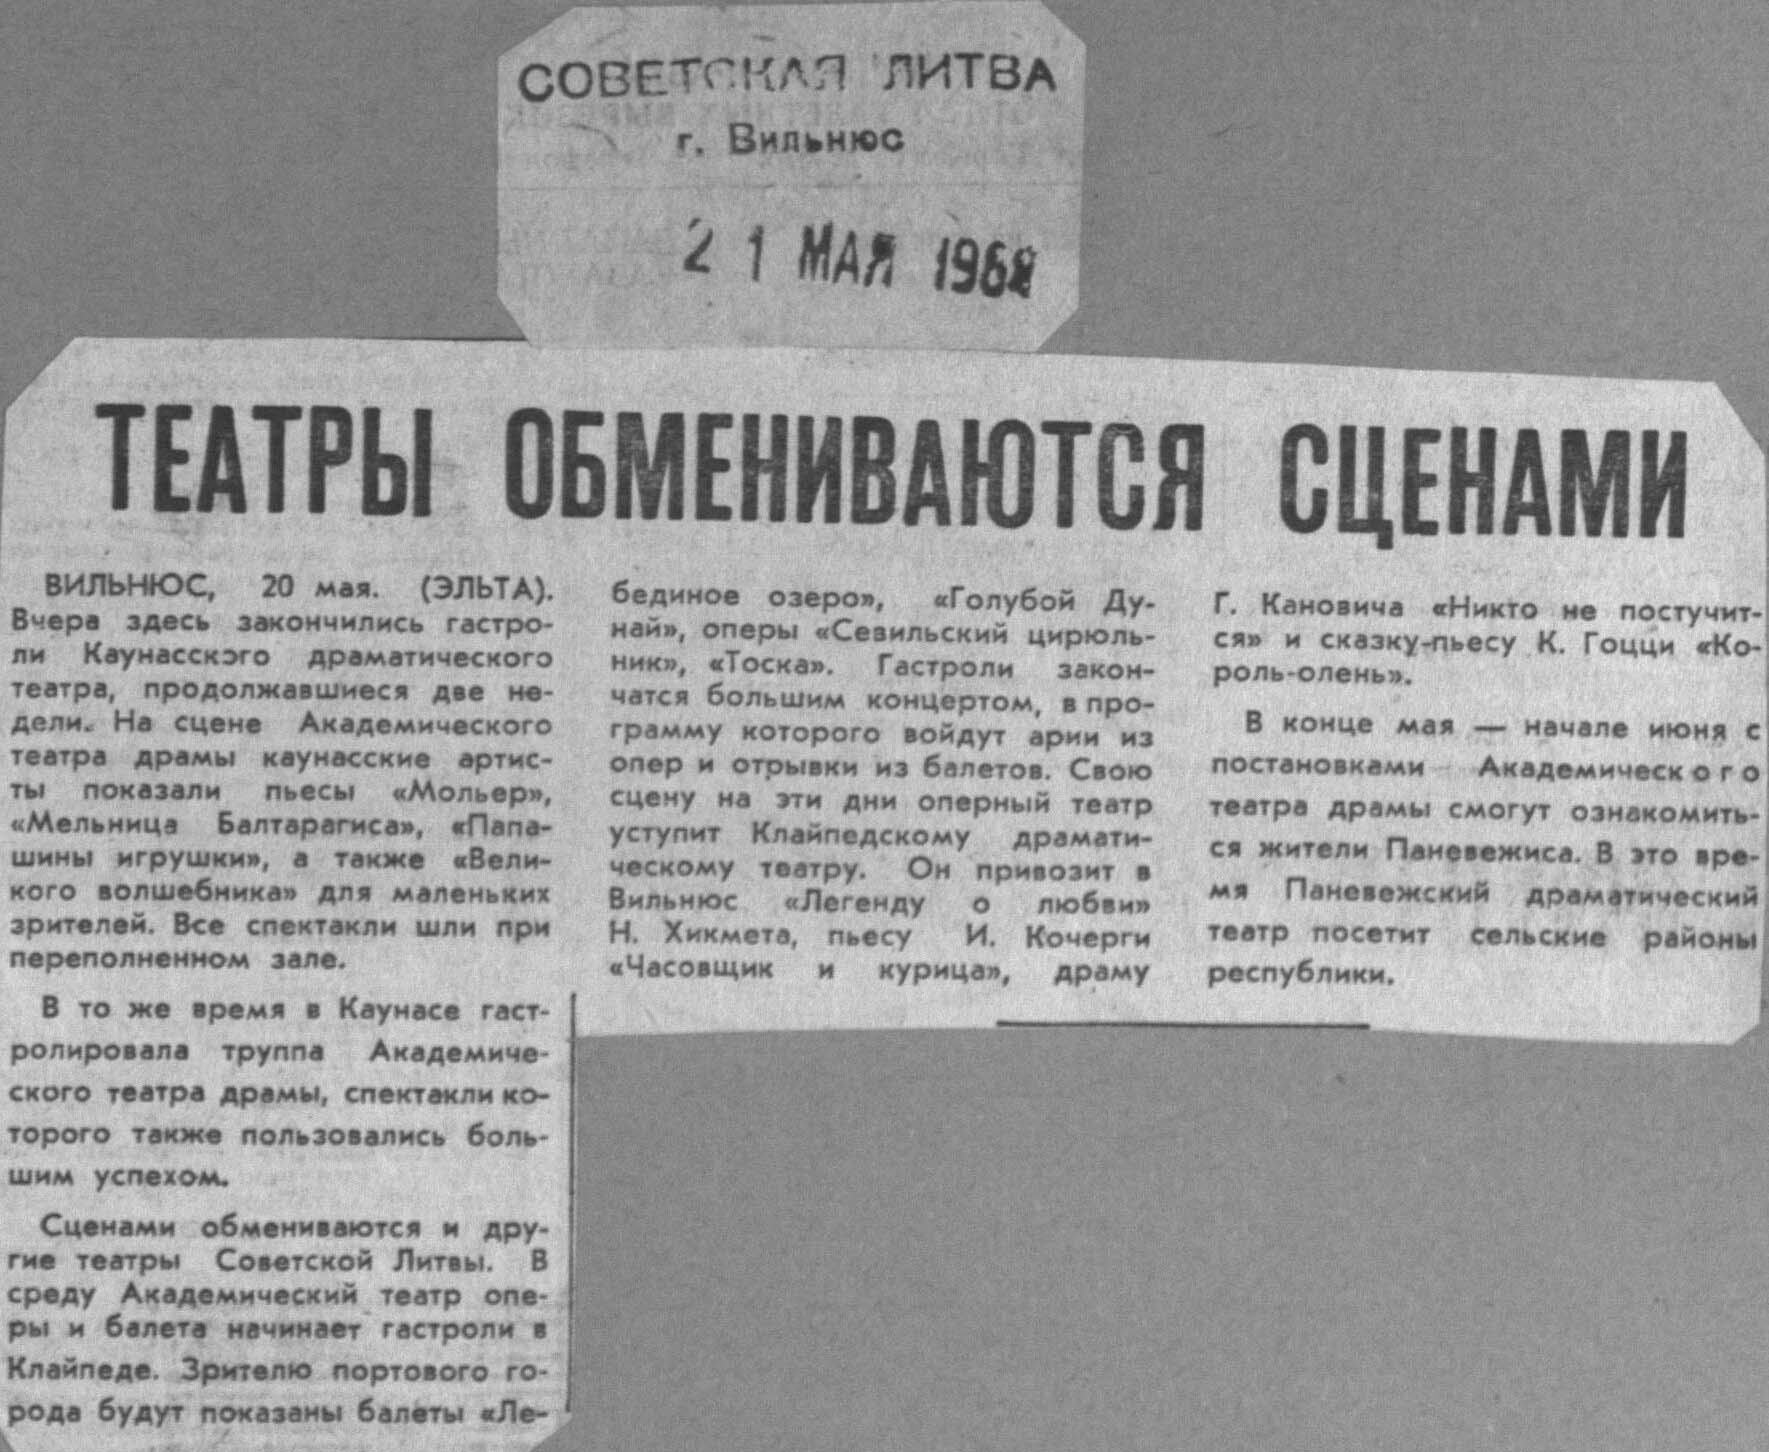 СОВЕТСКАЯ ЛИТВА
г. Вильнюс
21 МАЯ 1968
ТЕАТРЫ ОБМЕНИВАЮТСЯ СЦЕНАМИ
ВИЛЬНЮС, 20 мая. (ЭЛЬТА).
Вчера здесь закончились гастро-
ли Каунасского драматического
театра, продолжавшиеся две не-
дели. На сцене Академического
театра драмы каунасские артис-
ты показали пьесы «Мольер»,
«Мельница Балтарагиса», «Папа-
шины игрушки», а также «Вели-
кого волшебника» для маленьких
зрителей. Все спектакли шли при
переполненном зале.
В то же время в Каунасе гаст-
ролировала труппа Академиче-
ского театра драмы, спектакли ко-
торого также пользовались боль-
шим успехом.
Сценами обмениваются и дру-
гие театры Советской Литвы. В
среду Академический театр опе-
ры и балета начинает гастроли в
Клайпеде. Зрителю портового го-
рода будут показаны балеты «Ле-
бединое озеро», «Голубой Ду-
най», оперы «Севильский цирюль-
ник», «Тоска». Гастроли закон-
чатся большим концертом, в про-
грамму которого войдут арии из
опер и отрывки из балетов. Свою
сцену на эти дни оперный театр
уступит Клайпедскому драмати-
ческому театру. Он привозит в
Вильнюс «Легенду о любви»
Н. Хикмета, пьесу И. Кочерги
«Часовщик и курица», драму
Г. Кановича «Никто не постучит-
ся» и сказку-пьесу К. Гоцци «Ко-
роль-олень».
В конце мая — начале июня с
постановками Академического
театра драмы смогут ознакомить-
ся жители Паневежиса. В это вре-
мя Паневежский драматический
театр посетит сельские районы
республики.